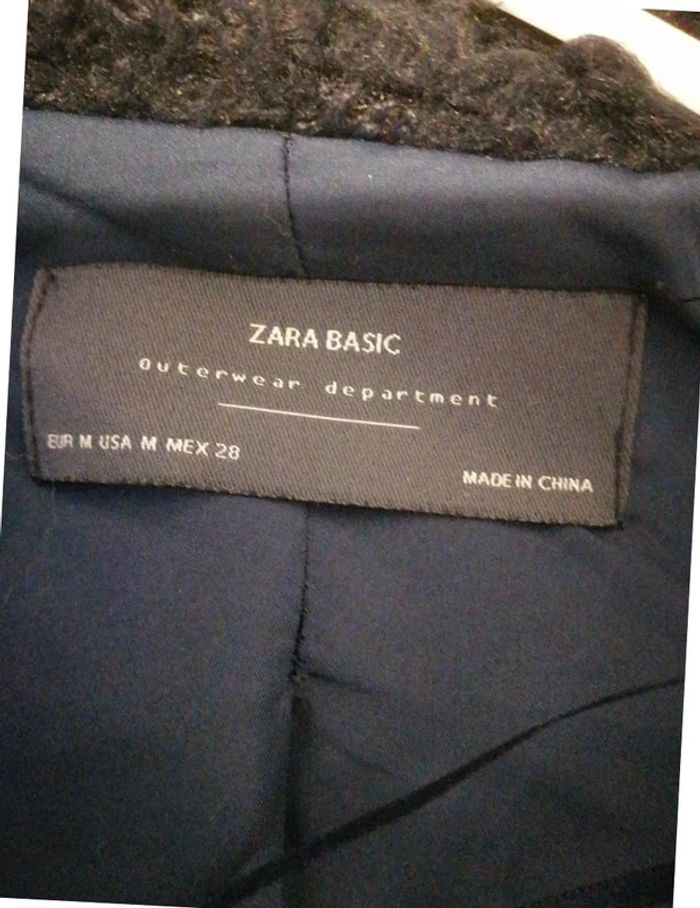 ZARA BASIC
Outerwear department
EUR M USA M MEX 28
MADE IN CHINA